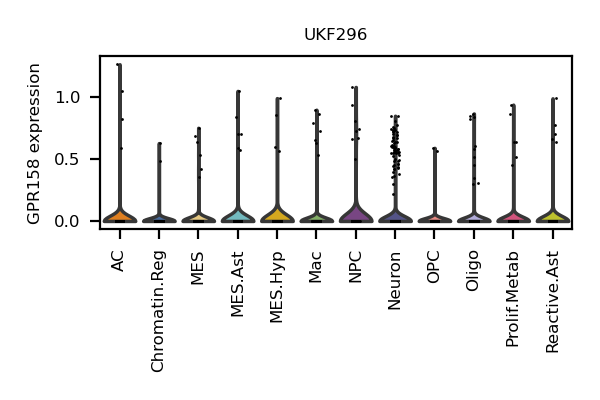 UKF296
GPR158 expression
1.0
0.5
0.0
AC
Chromatin.Reg
MES
MES.Ast
MES.Hyp
Mac
NPC
Neuron
OPC
Oligo
Prolif.Metab
Reactive.Ast